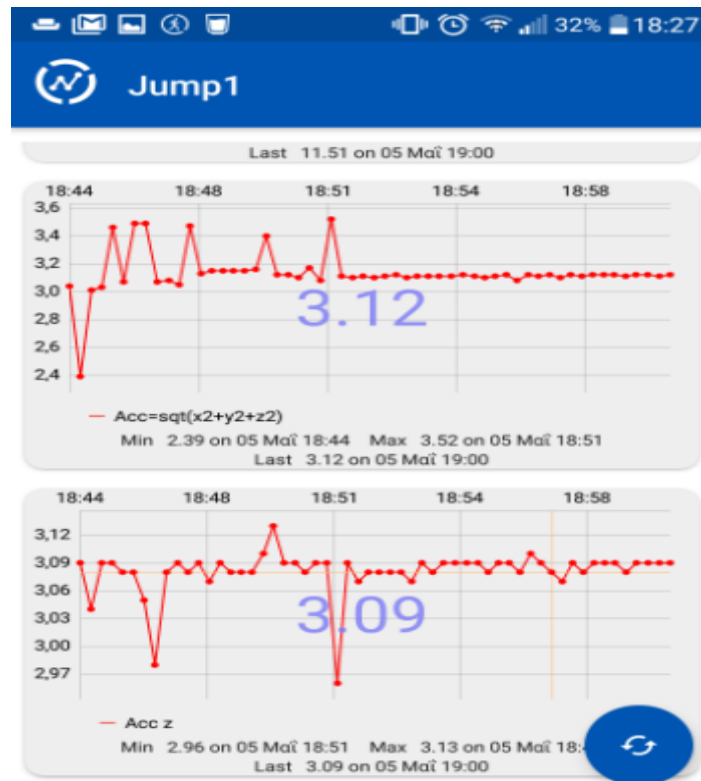 32% 18:27
Jump1
Last 11.51 on 05 Μαΐ 19:00
18:44 18:48 18:51 18:54 18:58
3,6
3,4
3,2
3,0
2,8
2,6
2,4
3.12
Acc=sqt(x2+y2+z2)
Min 2.39 on 05 Μαΐ 18:44 Max 3.52 on 05 Μαΐ 18:51
Last 3.12 on 05 Μαΐ 19:00
18:44 18:48 18:51 18:54 18:58
3,12
3,09
3,06
3,03
3,00
2,97
3.09
Acc z
Min 2.96 on 05 Μαΐ 18:51 Max 3.13 on 05 Μαΐ
Last 3.09 on 05 Μαΐ 19:00